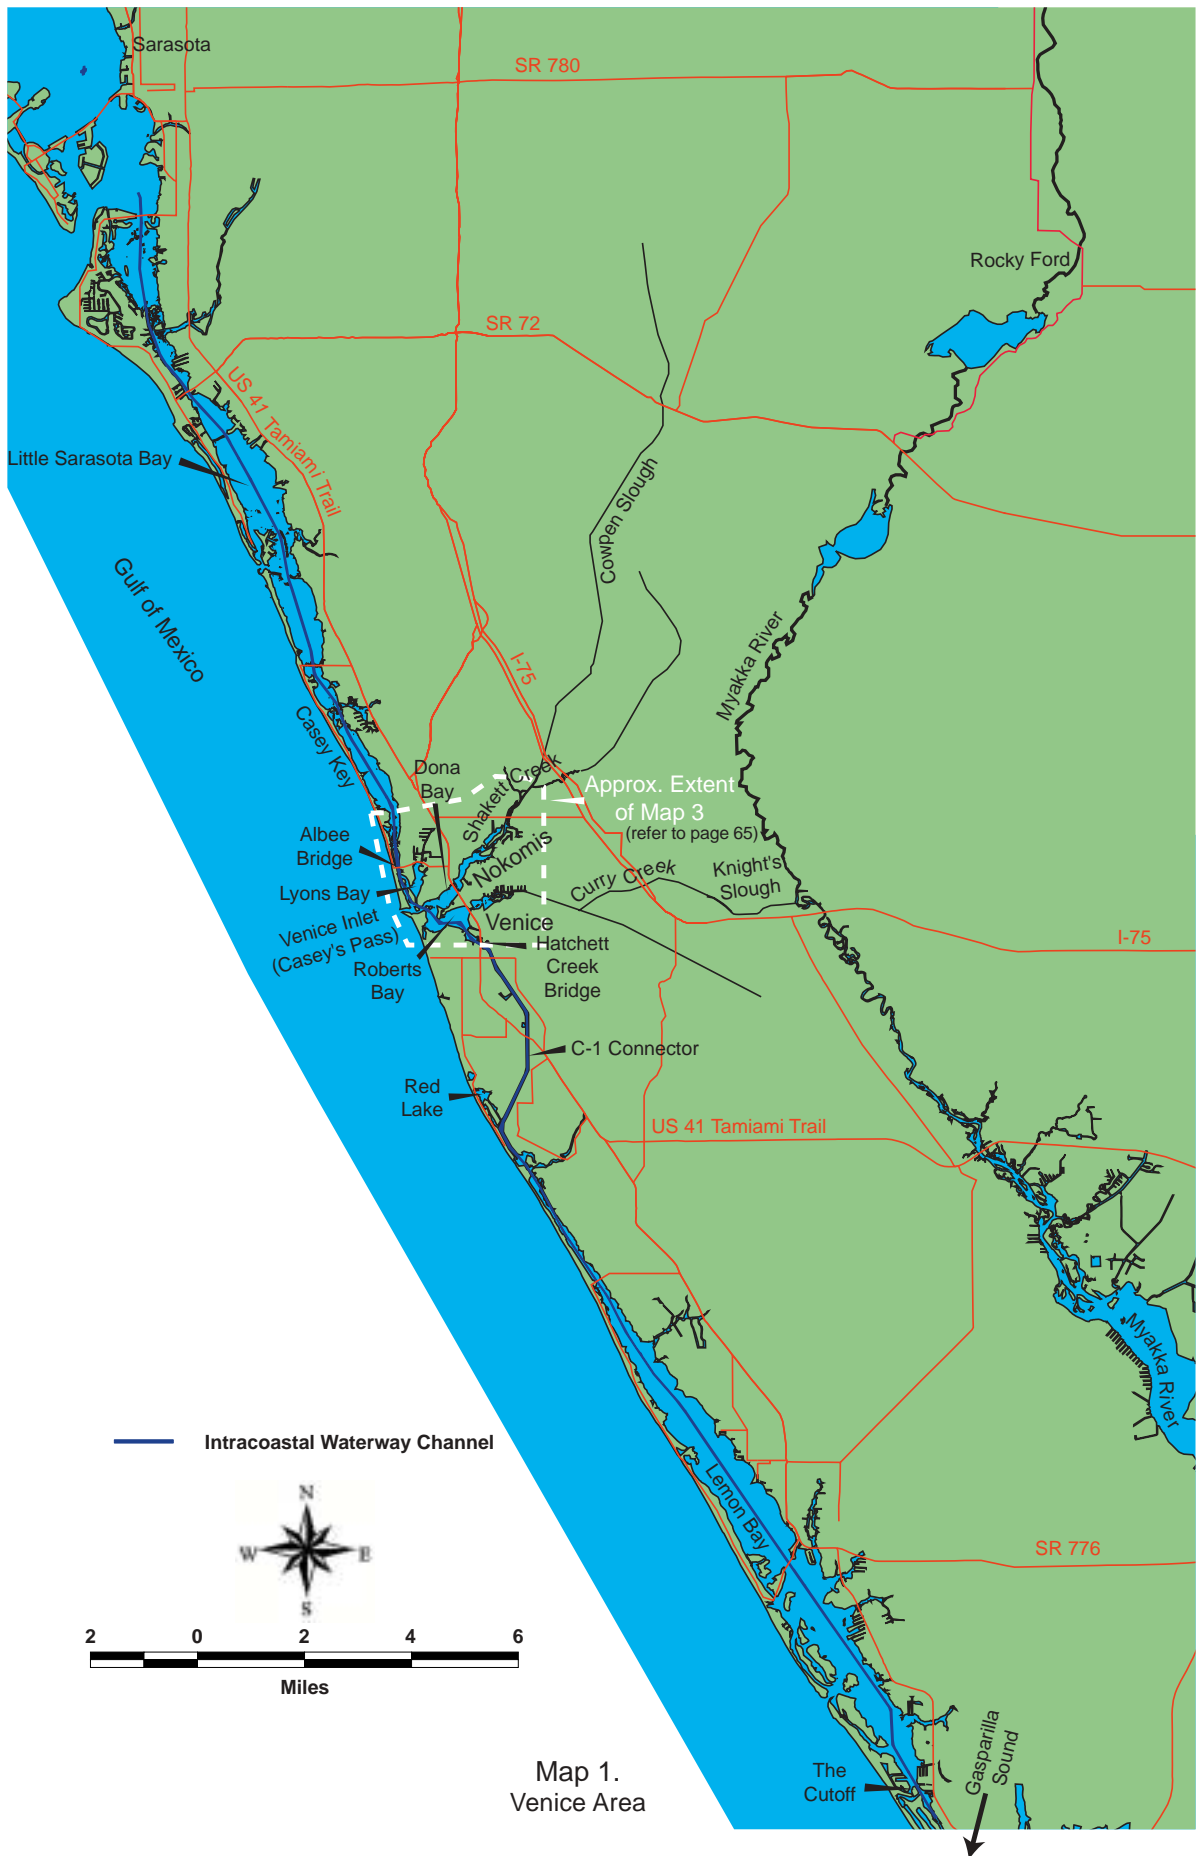 Sarasota
SR 780
Rocky Ford
SR 72
US 41 Tamiami Trail
Little Sarasota Bay
Cowpen Slough
Gulf of Mexico
Myakka River
I-75
Casey Key
Dona
Bay
Shakett Creek
Approx. Extent
of Map 3
(refer to page 65)
Albee
Bridge
Nokomis
Knight's
Slough
Curry Creek
Lyons Bay
Venice Inlet
(Casey's Pass)
Venice
Roberts
Bay
Hatchett
Creek
Bridge
I-75
C-1 Connector
Red
Lake
US 41 Tamiami Trail
Myakka River
Intracoastal Waterway Channel
Lemon Bay
N
W
E
S
SR 776
2 0 2 4 6
Miles
Gasparilla
Sound
The
Cutoff
Map 1.
Venice Area